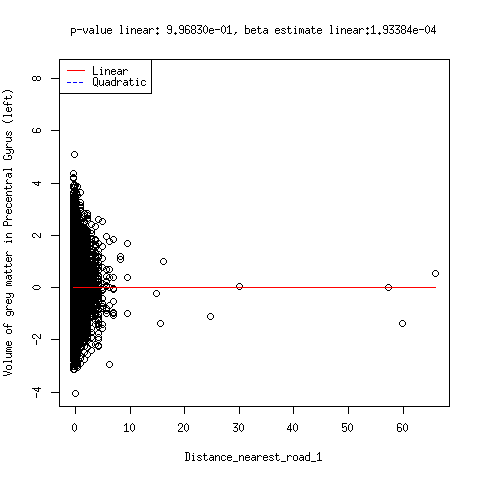 p-value linear: 9.96830e-01, beta estimate linear:1.93384e-04
Linear
Quadratic
Volume of grey matter in Precentral Gyrus (left)
8
6
4
2
0
-2
-4
0 10 20 30 40 50 60
Distance_nearest_road_1